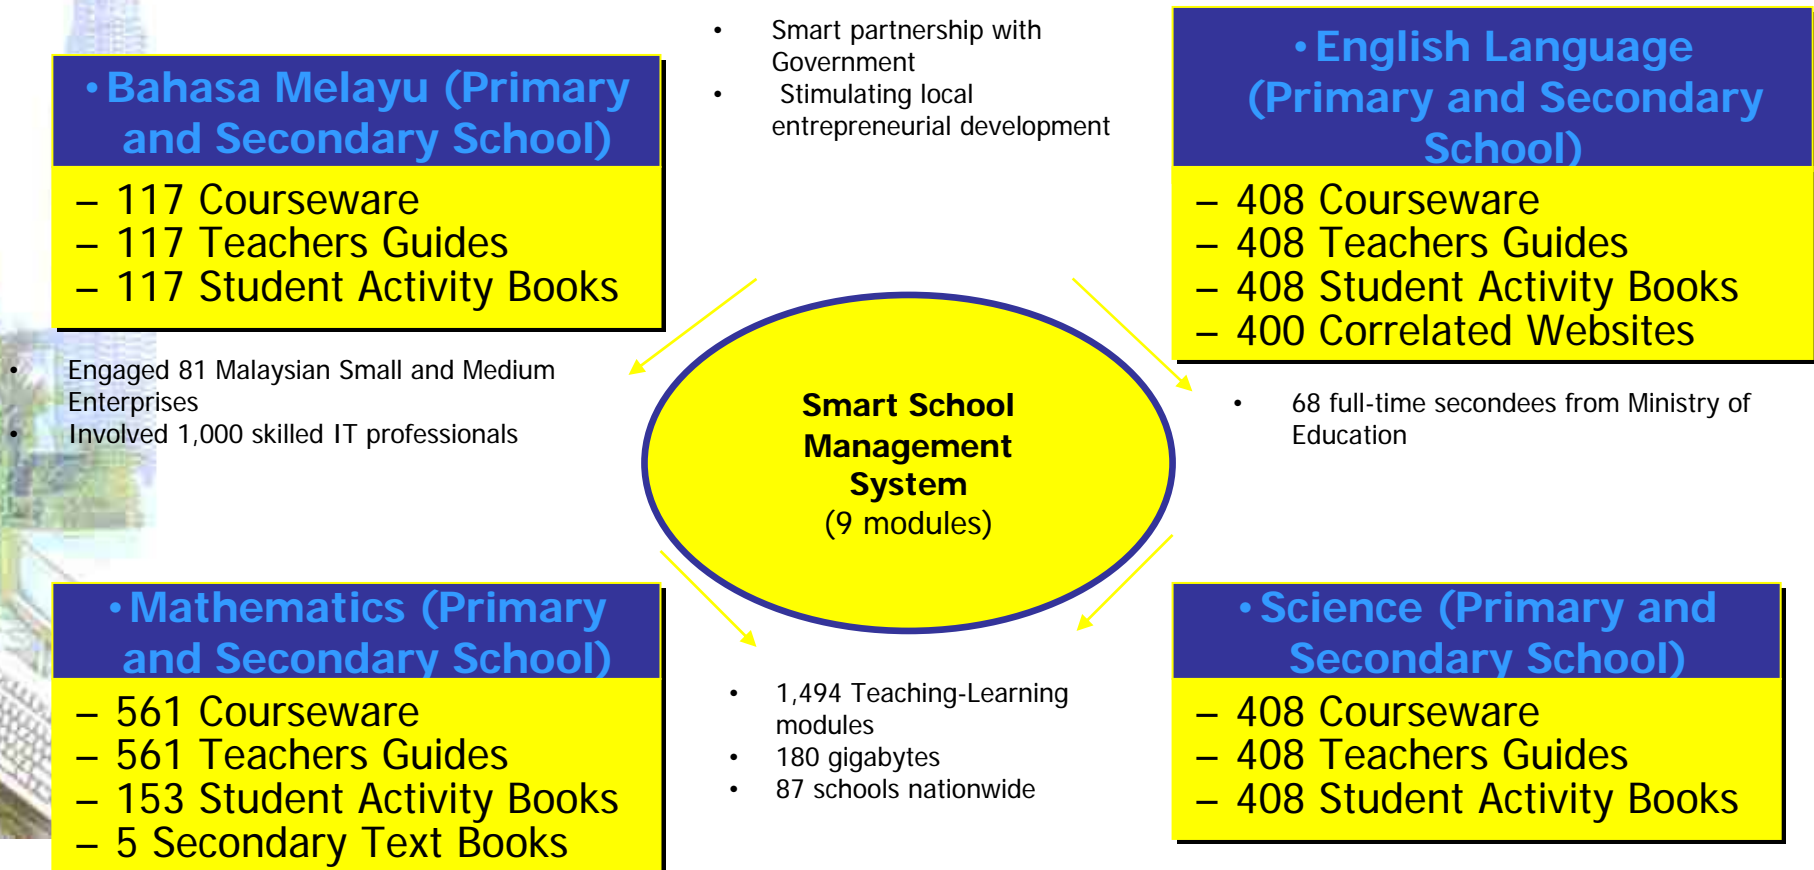 • Bahasa Melayu (Primary
and Secondary School)
– 117 Courseware
– 117 Teachers Guides
– 117 Student Activity Books
• Smart partnership with
Government
• Stimulating local
entrepreneurial development
• English Language
(Primary and Secondary
School)
– 408 Courseware
– 408 Teachers Guides
– 408 Student Activity Books
– 400 Correlated Websites
• Engaged 81 Malaysian Small and Medium
Enterprises
• Involved 1,000 skilled IT professionals
Smart School
Management
System
(9 modules)
• 68 full-time secondees from Ministry of
Education
• Mathematics (Primary
and Secondary School)
– 561 Courseware
– 561 Teachers Guides
– 153 Student Activity Books
– 5 Secondary Text Books
• 1,494 Teaching-Learning
modules
• 180 gigabytes
• 87 schools nationwide
• Science (Primary and
Secondary School)
– 408 Courseware
– 408 Teachers Guides
– 408 Student Activity Books